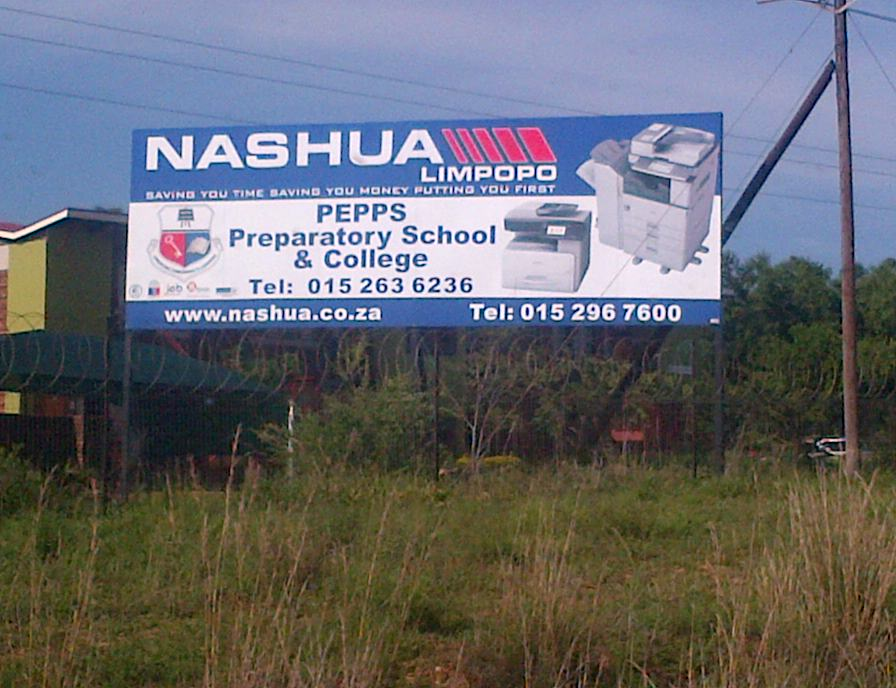 NASHUA
LIMPOPO
SAVING YOU TIME SAVING YOU MONEY PUTTING YOU FIRST
PEPPS
Preparatory School
& College
Tel: 015 263 6236
www.nashua.co.za
Tel: 015 296 7600